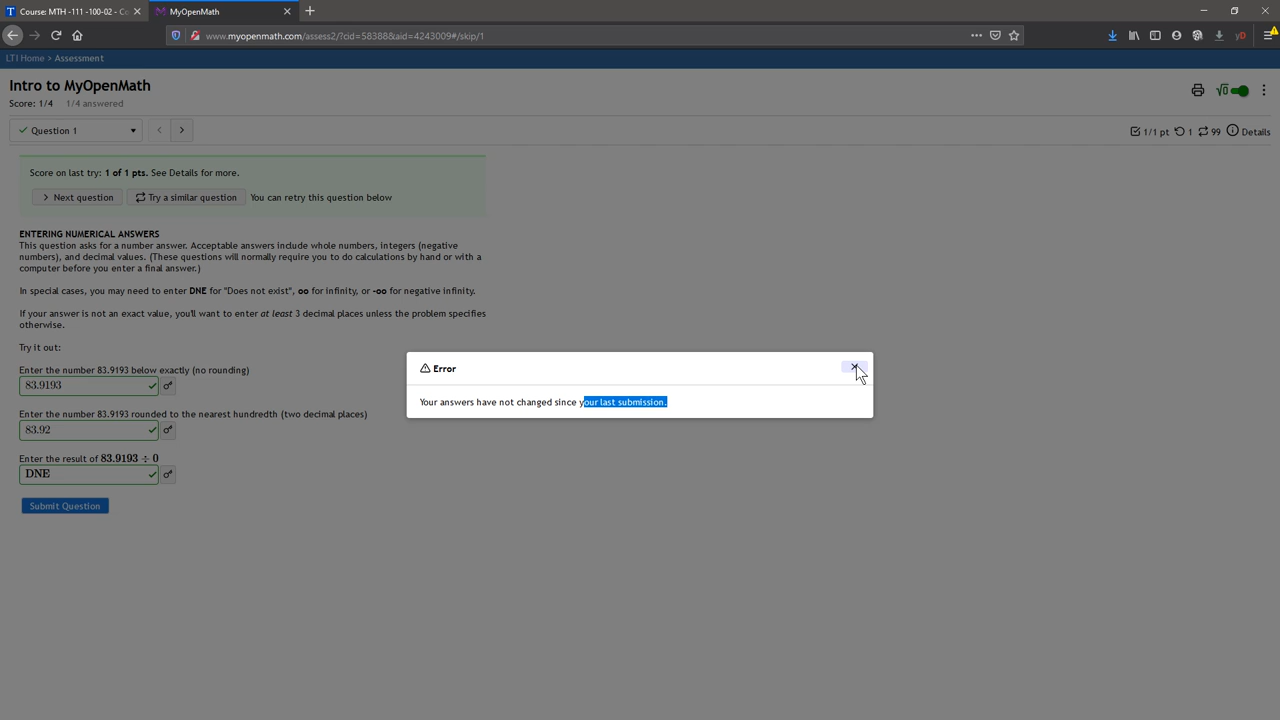 Course: MTH -111 -100-02 - Co
MyOpenMath
www.myopenmath.com/assess2/?cid=58388&aid=4243009#/skip/1
LTI Home > Assessment
Intro to MyOpenMath
Score: 1/4 1/4 answered
√0
Question 1
1/1 pt 1 99 Details
Score on last try: 1 of 1 pts. See Details for more.
Next question Try a similar question You can retry this question below
ENTERING NUMERICAL ANSWERS
This question asks for a number answer. Acceptable answers include whole numbers, integers (negative
numbers), and decimal values. (These questions will normally require you to do calculations by hand or with a
computer before you enter a final answer.)
In special cases, you may need to enter DNE for "Does not exist", oo for infinity, or -oo for negative infinity.
If your answer is not an exact value, you'll want to enter at least 3 decimal places unless the problem specifies
otherwise.
Try it out:
Enter the number 83.9193 below exactly (no rounding)
83.9193
Enter the number 83.9193 rounded to the nearest hundredth (two decimal places)
83.92
Enter the result of 83.9193 ÷ 0
DNE
Submit Question
Error
Your answers have not changed since your last submission.